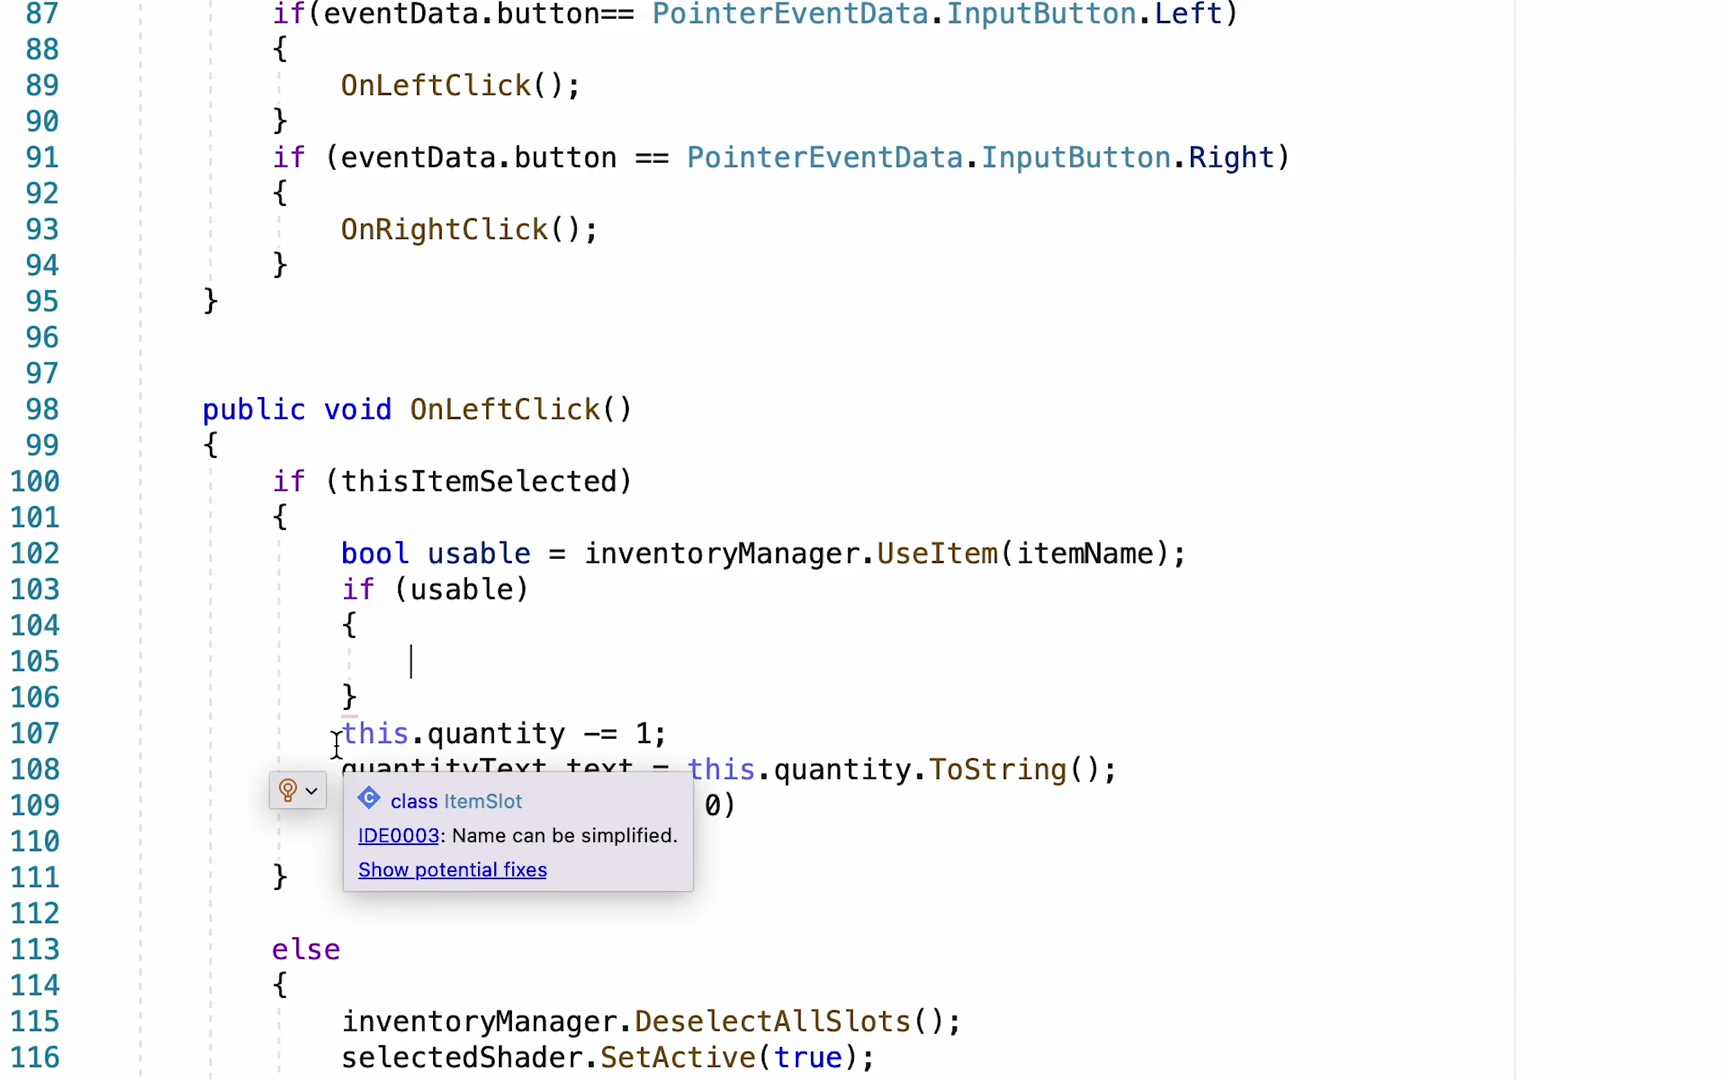 87 if(eventData.button== PointerEventData.InputButton.Left)
88 {
89 OnLeftClick();
90 }
91 if (eventData.button == PointerEventData.InputButton.Right)
92 {
93 OnRightClick();
94 }
95 }
96
97
98 public void OnLeftClick()
99 {
100 if (thisItemSelected)
101 {
102 bool usable = inventoryManager.UseItem(itemName);
103 if (usable)
104 {
105
106 }
107 this.quantity -= 1;
108 quantityText.text = this.quantity.ToString();
109 0)
110
111 }
112
113 else
114 {
115 inventoryManager.DeselectAllSlots();
116 selectedShader.SetActive(true);
class ItemSlot
IDE0003: Name can be simplified.
Show potential fixes